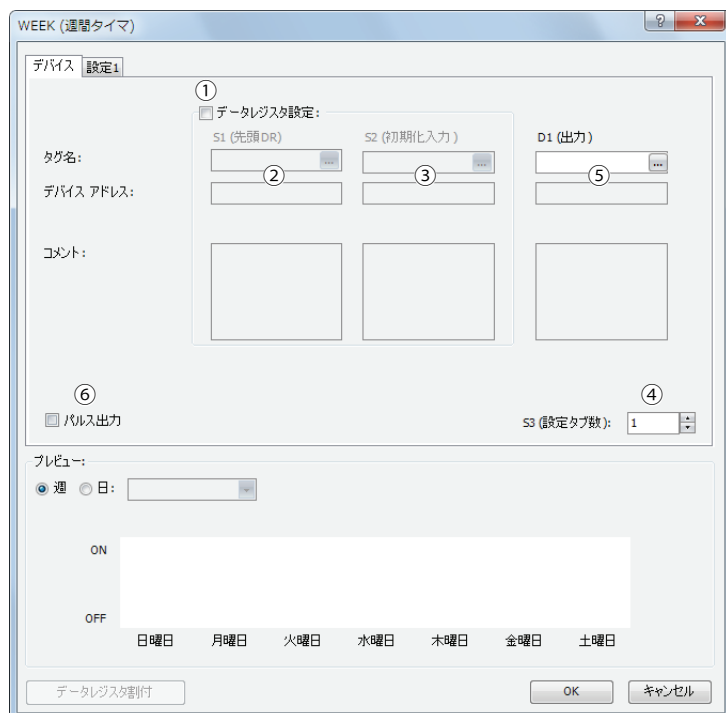 WEEK (週間タイマ)
デバイス 設定1
①
データレジスタ設定:
S1 (先頭DR) S2 (初期化入力) D1 (出力)
タグ名:
② ③ ⑤
デバイス アドレス:
コメント:
⑥ ④
パルス出力 S3 (設定タブ数): 1
プレビュー:
週 日:
ON
OFF
日曜日 月曜日 火曜日 水曜日 木曜日 金曜日 土曜日
データレジスタ割付 OK キャンセル